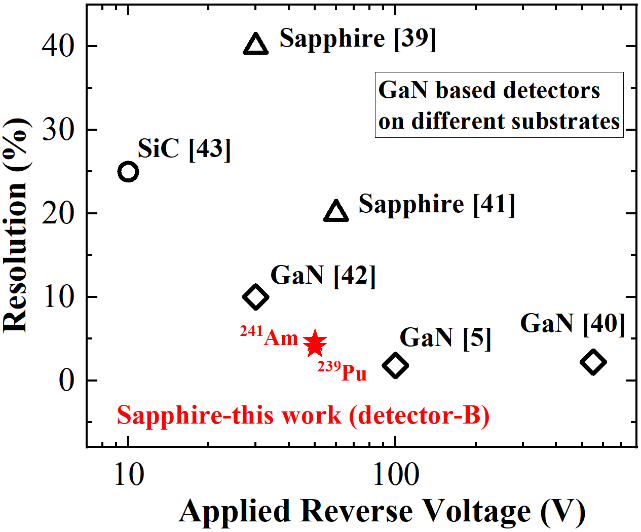 Resolution (%)
40
30
20
10
0
Sapphire [39]
GaN based detectors
on different substrates
SiC [43]
Sapphire [41]
GaN [42]
GaN [40]
²⁴¹Am
GaN [5]
²³⁹Pu
Sapphire-this work (detector-B)
10
100
Applied Reverse Voltage (V)